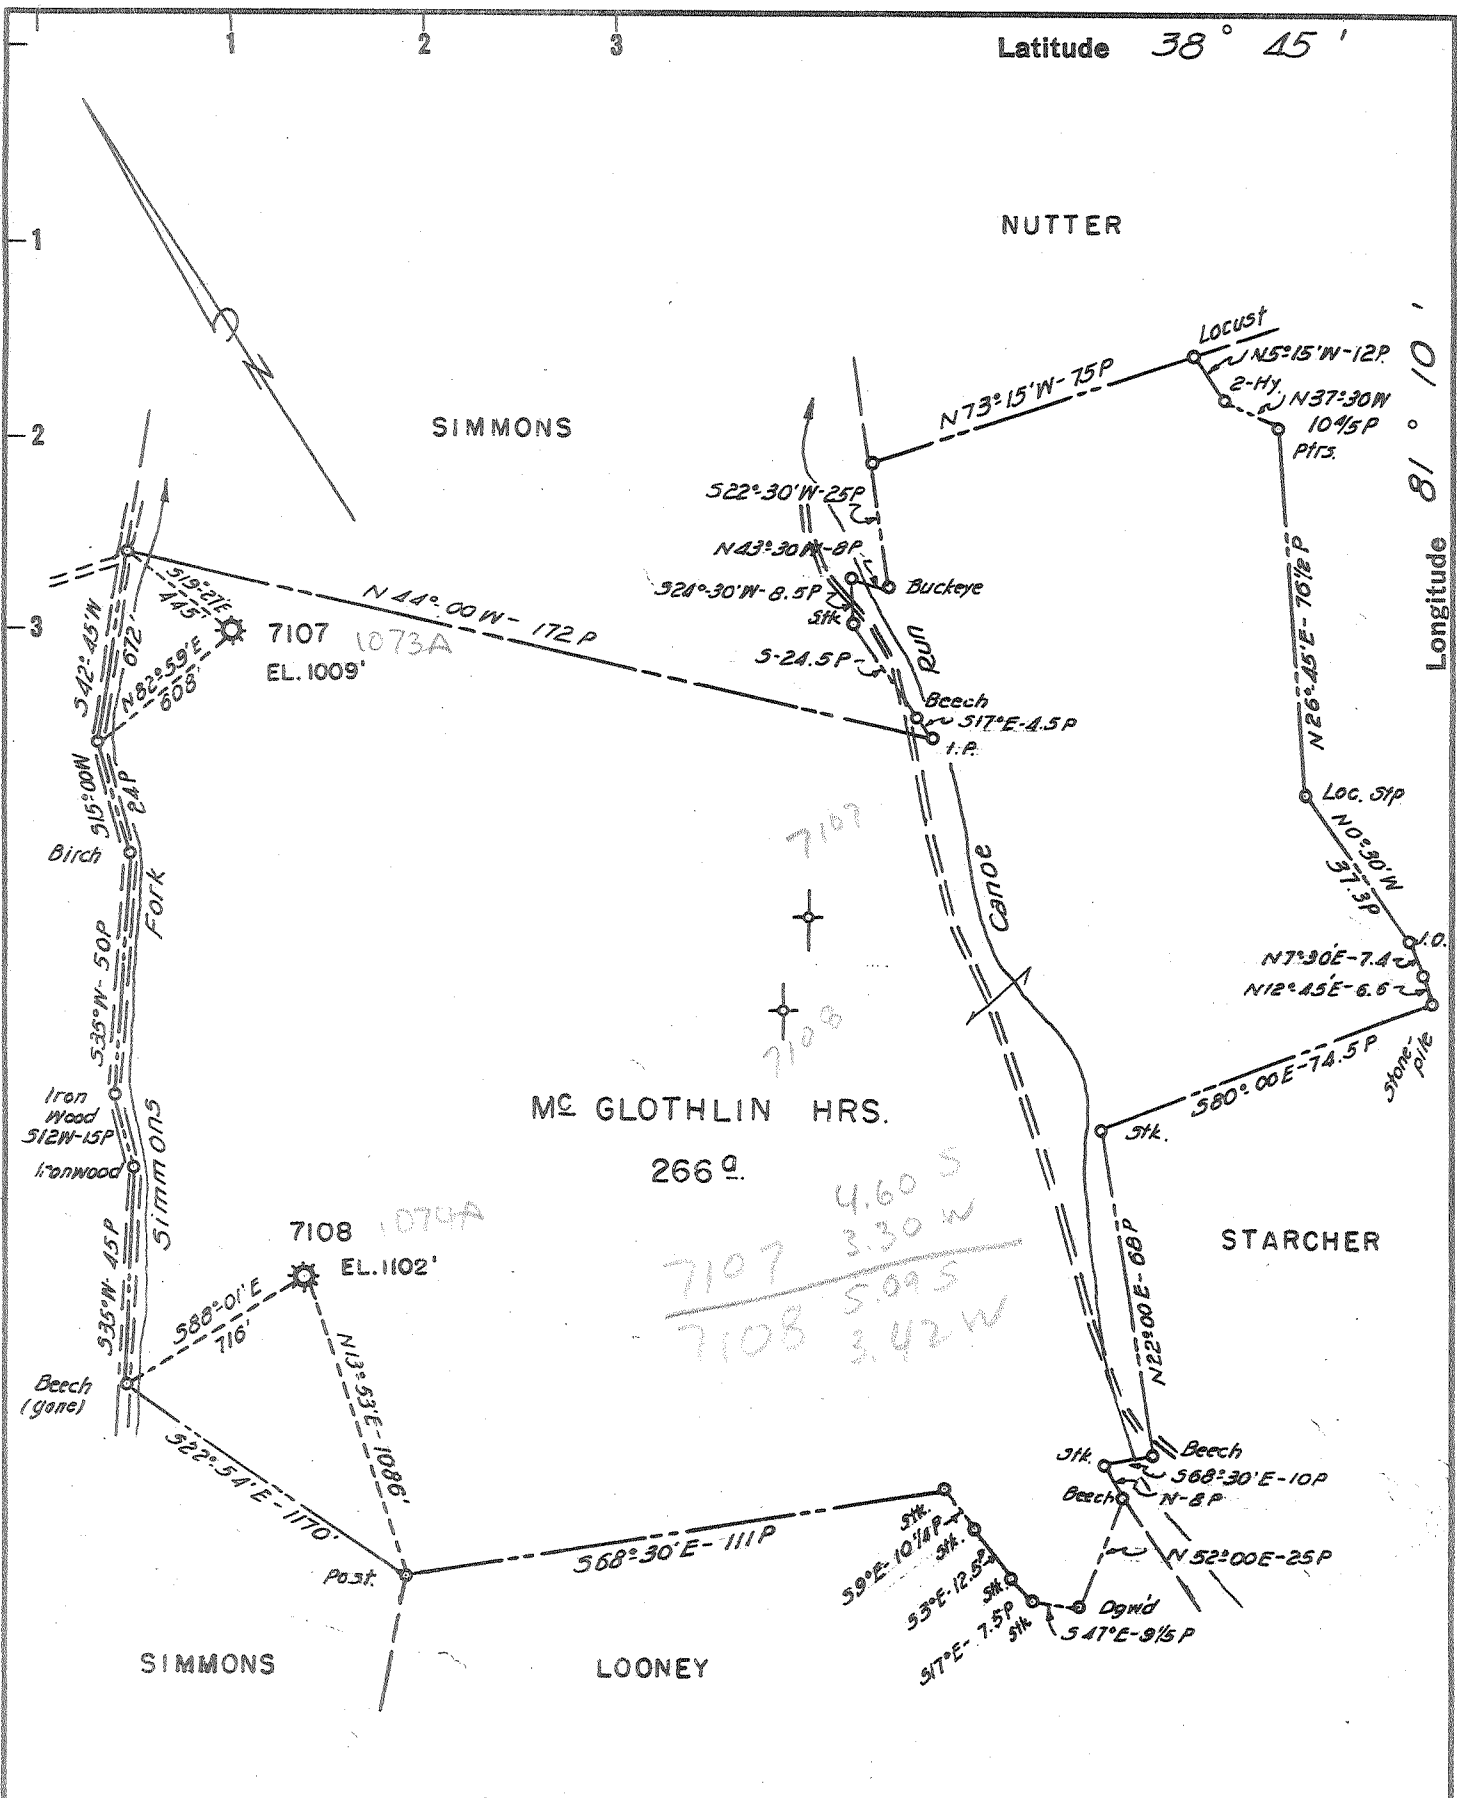 1 2 3
Latitude 38° 45'
NUTTER
1
Locust
N5°15'W-12P.
2-Hy.
N37°30W
10 4/5 P
Ptrs.
N73°15'W-75P
Longitude 81° 10'
SIMMONS
2
S22°30'W-25P
N43°30W-8P
Buckeye
S24°-30'W-8.5P
Stk
S-24.5P
Run
Beech
S17°E-4.5P
I.P.
N26°45'E-76 1/2 P
S19°-27'E
445'
N 44°00 W- 172 P
3
7107 1073A
EL. 1009'
S42°-45'W
672'
N82°59'E
608'
S15°00W
24P
Birch
Fork
7107
Canoe
Loc. Stp
N0°30'W
37.3P
J.O.
N7°30'E-7.4
N12°45'E-6.6
Stone-
pile
S35°W- 50P
7108
S80°00E-74.5P
Stk.
Iron
Wood
S12W-15P
Ironwood
Simmons
Mc GLOTHLIN HRS.
266 a.
4.60 S
3.30 W
7107
7108
5.09 S
3.42 W
STARCHER
7108 1074A
EL. 1102'
S35°W- 45P
S88°-01'E
716'
N22°00E-68P
Beech
(gone)
N13°53'E-1086'
S22°-54'E-1170'
Stk.
Beech
S68°30'E-10P
Beech
N-8P
Post.
S68°30'E-111P
Stk.
S9°E-10 1/4 P
Stk.
S3°E-12.5P
Stk.
S17°E-7.5P
Stk
Dgw'd
S47°E-9 1/5 P
N 52°00E-25P
SIMMONS
LOONEY